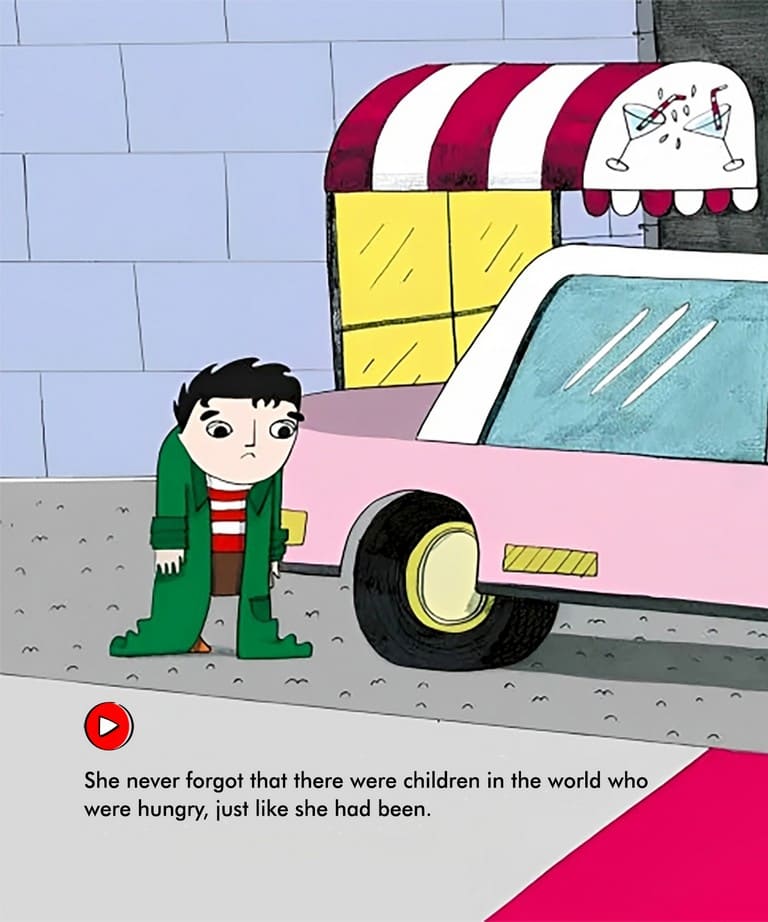 She never forgot that there were children in the world who
were hungry, just like she had been.